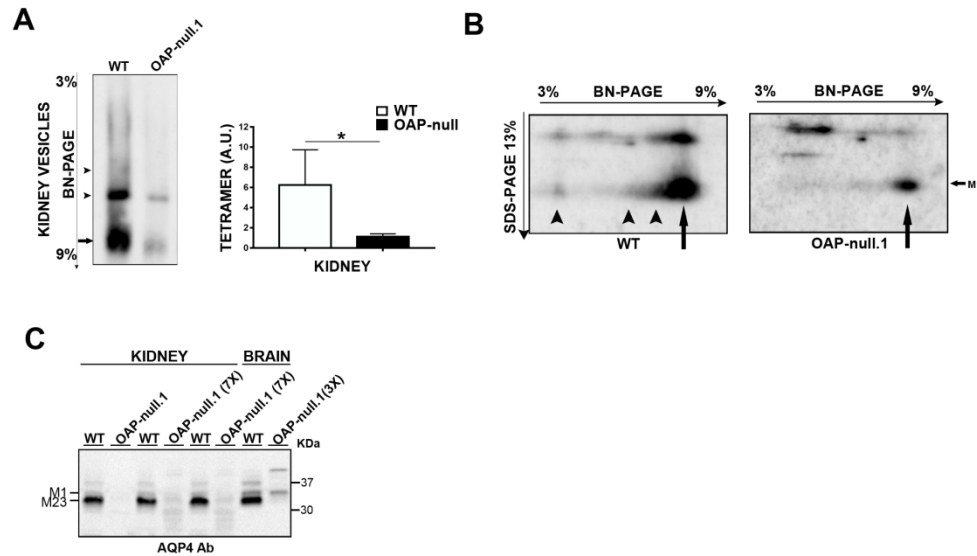 A
WT
OAP-null.1
3%
KIDNEY VESICLES
BN-PAGE
9%
WT
OAP-null
TETRAMER (A.U.)
14
12
10
8
6
4
2
0
*
KIDNEY
B
3% BN-PAGE 9%
3% BN-PAGE 9%
SDS-PAGE 13%
M
WT
OAP-null.1
C
KIDNEY BRAIN
WT OAP-null.1 WT OAP-null.1 (7X) WT OAP-null.1 (7X) WT OAP-null.1(3X)
KDa
M1
M23
37
30
AQP4 Ab